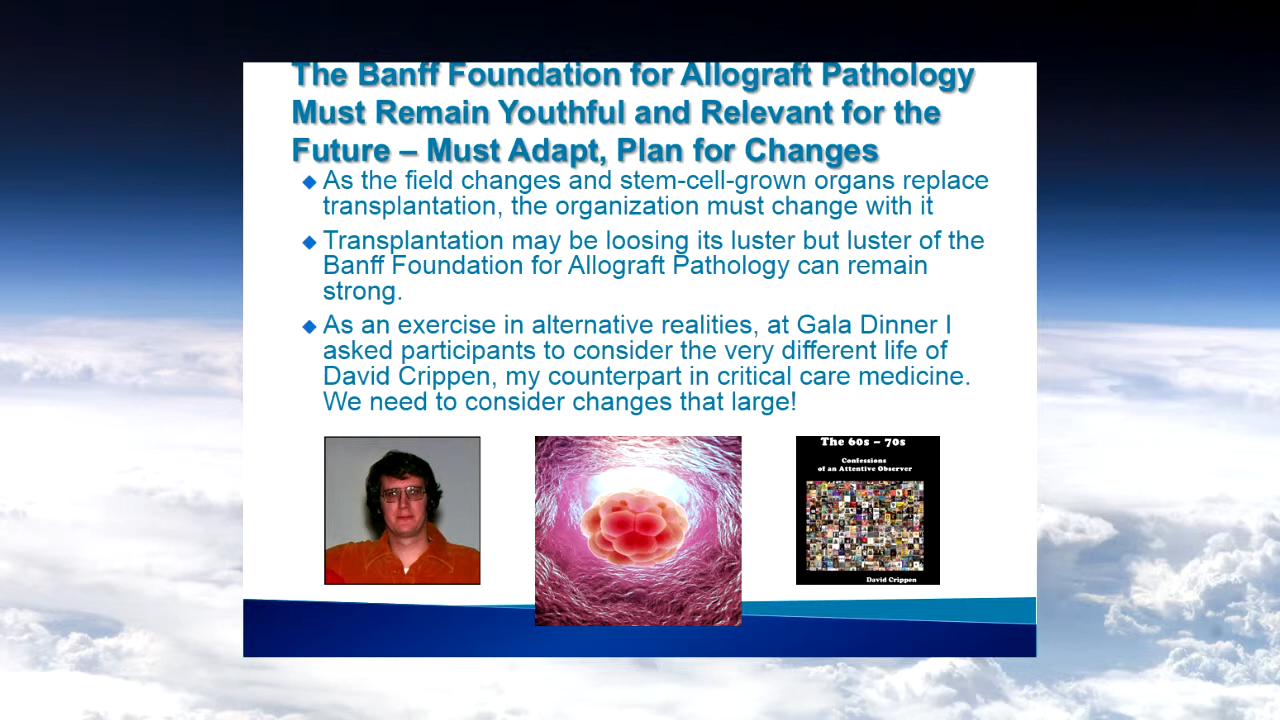 The Banff Foundation for Allograft Pathology
Must Remain Youthful and Relevant for the
Future – Must Adapt, Plan for Changes
As the field changes and stem-cell-grown organs replace
transplantation, the organization must change with it
Transplantation may be loosing its luster but luster of the
Banff Foundation for Allograft Pathology can remain
strong.
As an exercise in alternative realities, at Gala Dinner I
asked participants to consider the very different life of
David Crippen, my counterpart in critical care medicine.
We need to consider changes that large!
The 60s – 70s
Confessions
of an Attentive Observer
David Crippen